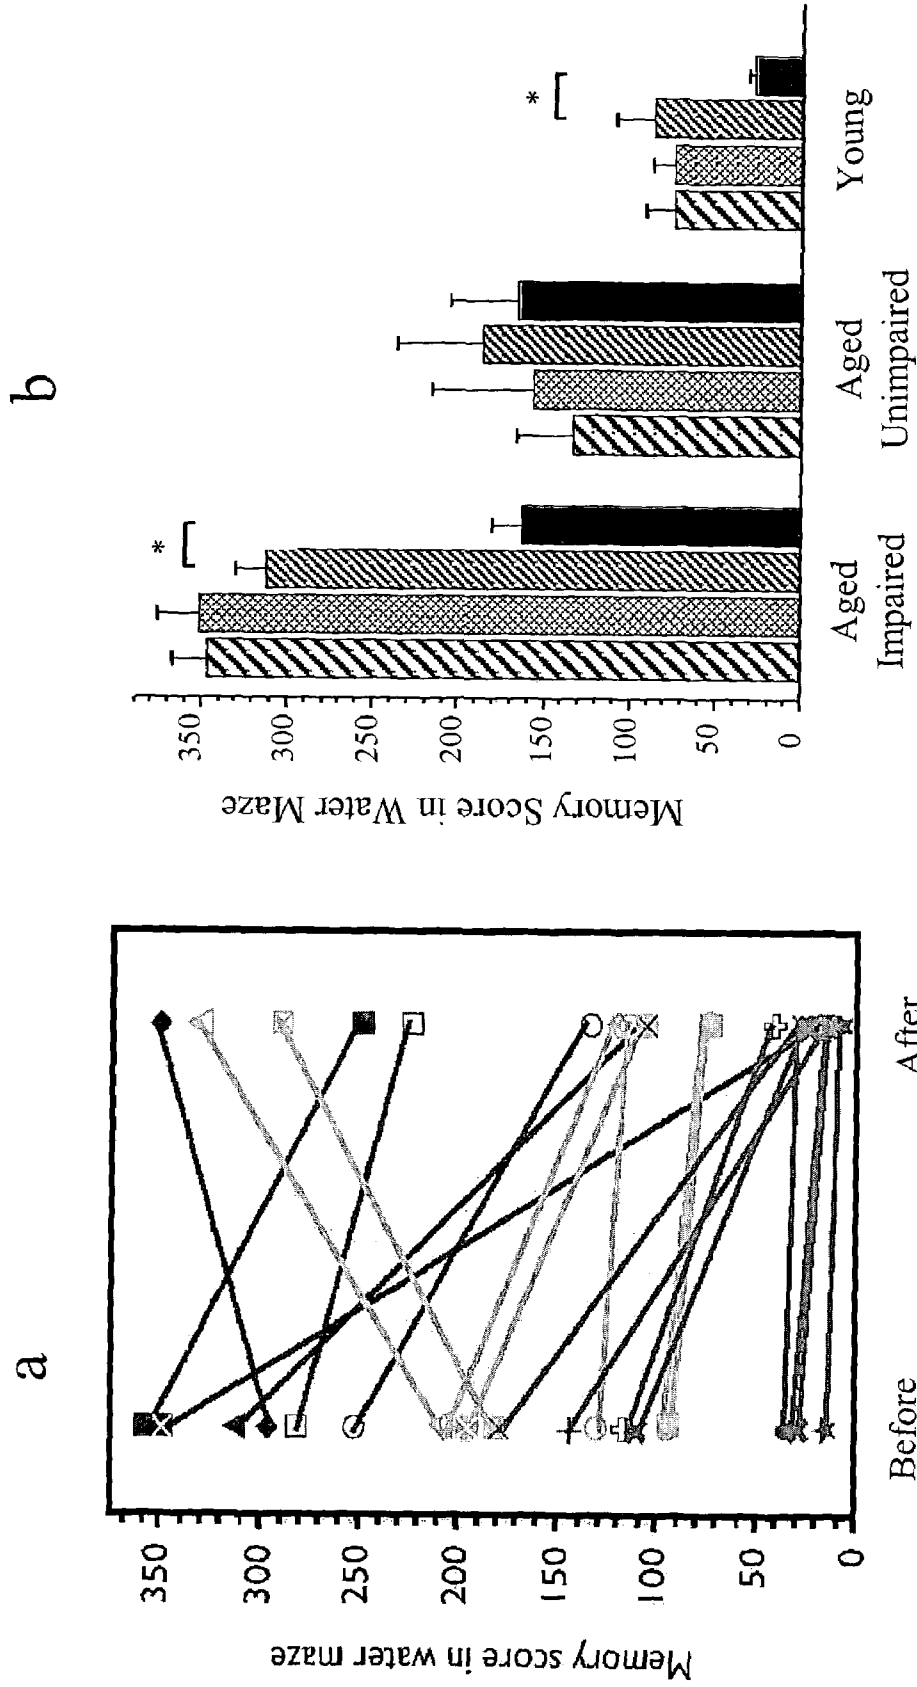 a
Memory score in water maze
350
300
250
200
150
100
50
0
Before
After
b
Memory Score in Water Maze
350
300
250
200
150
100
50
0
*
*
Aged
Impaired
Aged
Unimpaired
Young